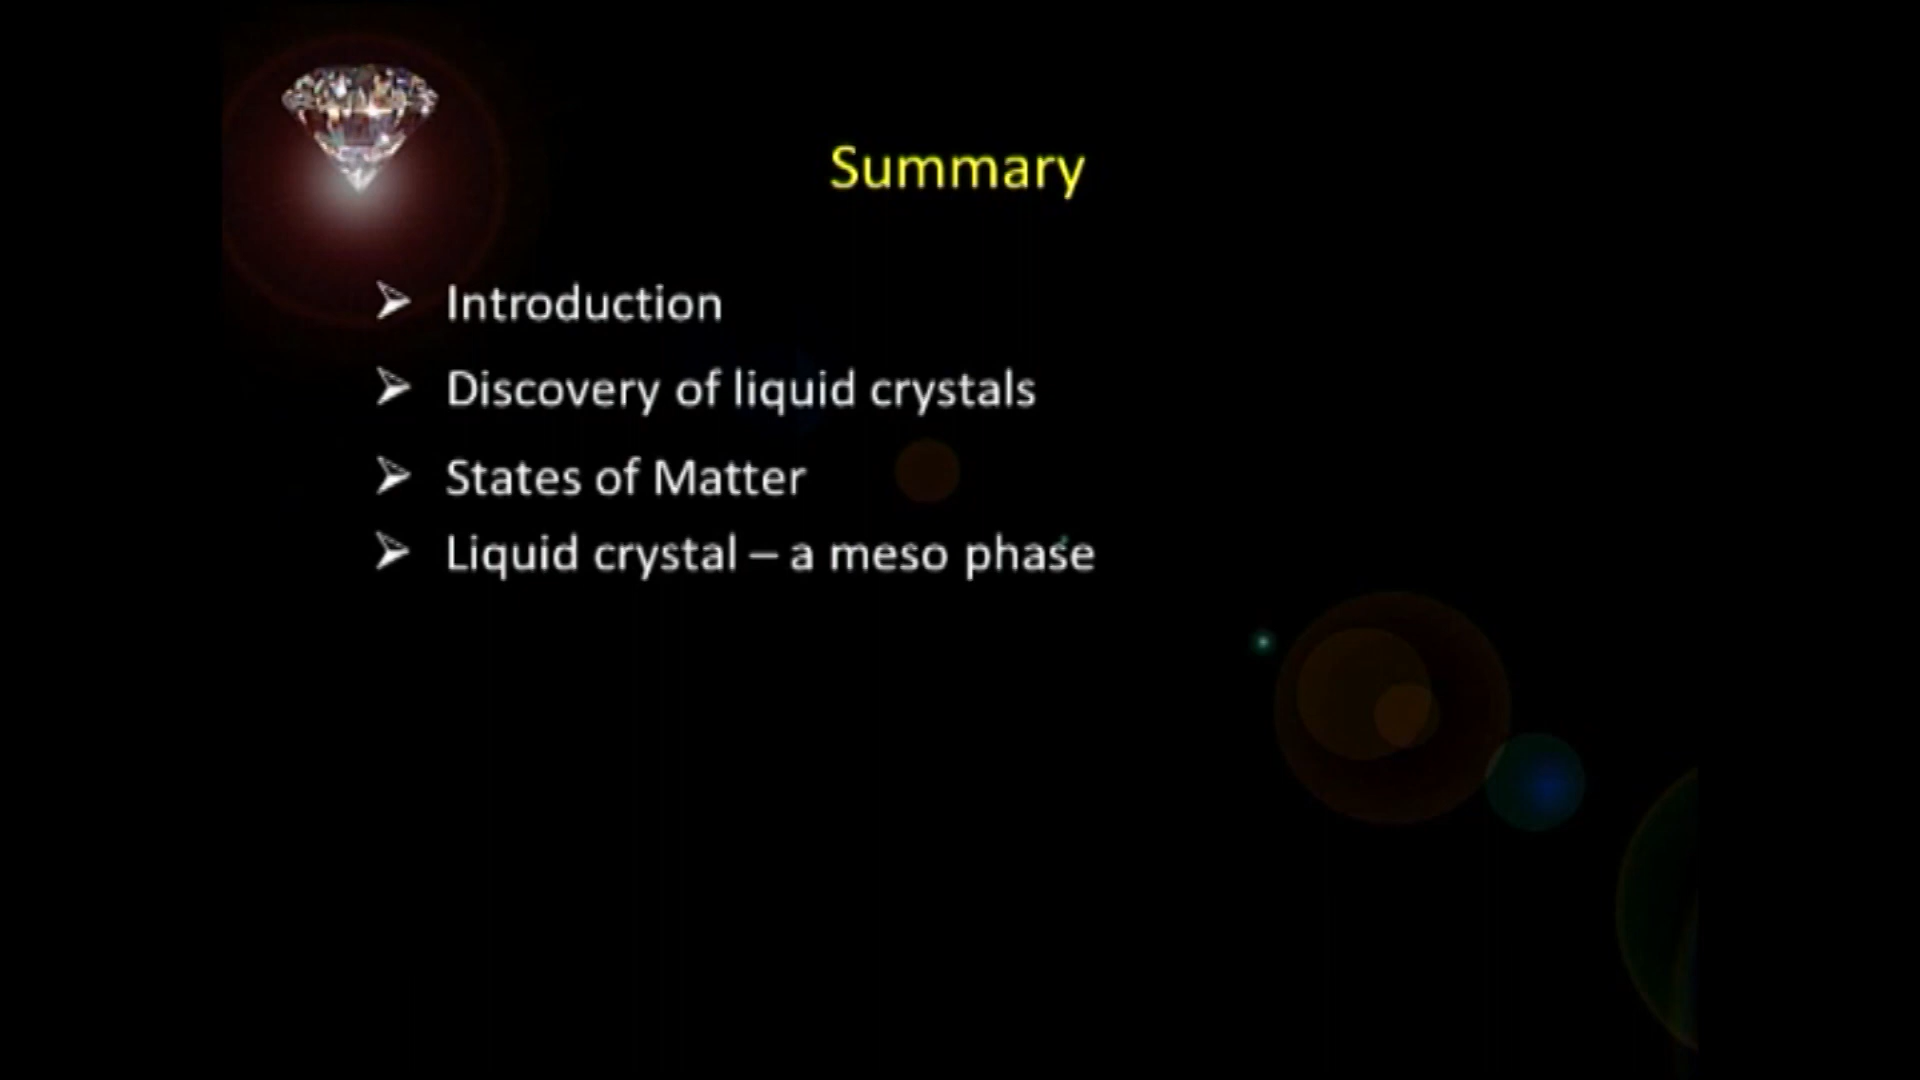 Summary
➢ Introduction
➢ Discovery of liquid crystals
➢ States of Matter
➢ Liquid crystal – a meso phase